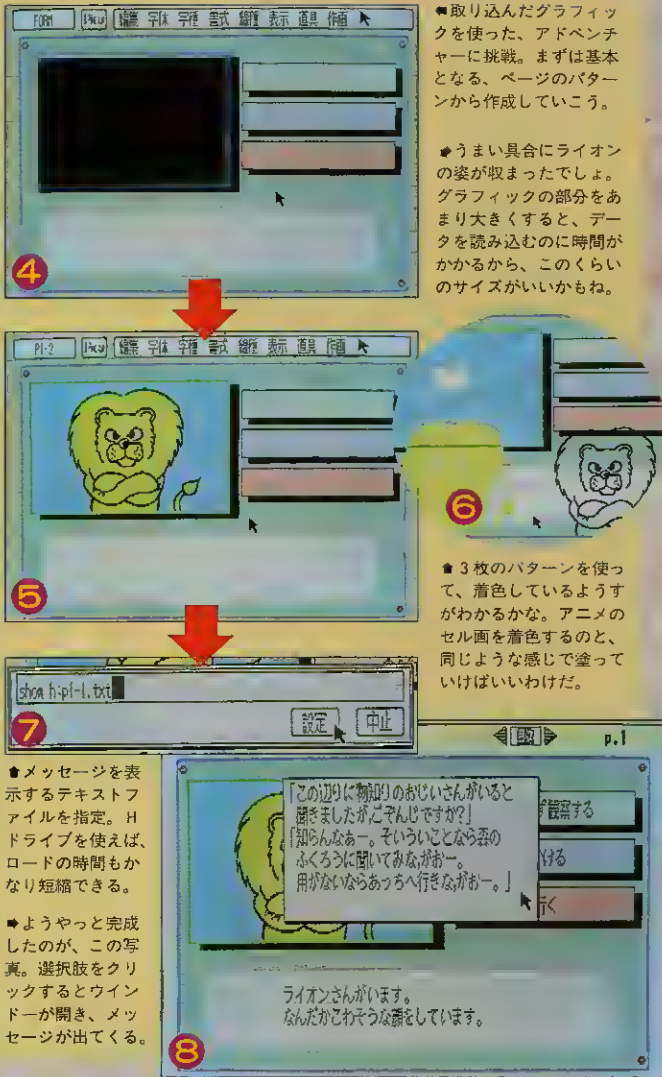 FORM Picw 編集 字体 字種 書式 線種 表示 道具 作画
4
取り込んだグラフィッ
クを使った、アドベンチ
ャーに挑戦。まずは基本
となる、ページのパター
ンから作成していこう。
うまい具合にライオン
の姿が収まったでしょ。
グラフィックの部分をあ
まり大きくすると、デー
タを読み込むのに時間が
かかるから、このくらい
のサイズがいいかもね。
PI-2 Picw 編集 字体 字種 書式 線種 表示 道具 作画
5
6
3枚のパターンを使っ
て、着色しているようす
がわかるかな。アニメの
セル画を着色するのと、
同じような感じで塗って
いけばいいわけだ。
show h:pf-1.txt
設定 中止
7
メッセージを表
示するテキストフ
ァイルを指定。H
ドライブを使えば、
ロードの時間もか
なり短縮できる。
ようやっと完成
したのが、この写
真。選択肢をクリ
ックするとウイン
ドーが開き、メッ
セージが出てくる。
p.1
「この辺りに物知りのおじいさんがいると
聞きましたが、ごぞんじですか?」
「知らんなあー。そういうことなら森の
ふくろうに聞いてみな、がおー。
用がないならあっちへ行きな、がおー。」
観察する
ける
行く
ライオンさんがいます。
なんだかこわそうな顔をしています。
8